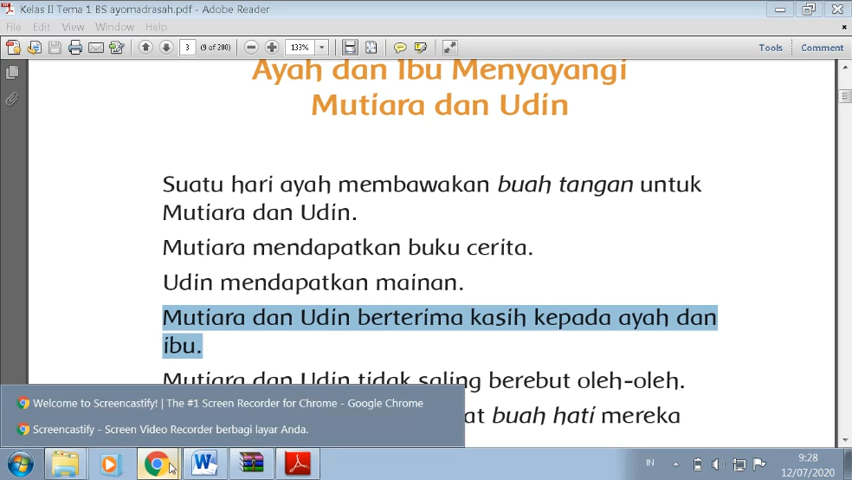 Kelas II Tema 1 BS ayomadrasah.pdf - Adobe Reader
File Edit View Window Help
3 (9 of 200) 133% Tools Comment
Ayah dan Ibu Menyayangi
Mutiara dan Udin
Suatu hari ayah membawakan buah tangan untuk
Mutiara dan Udin.
Mutiara mendapatkan buku cerita.
Udin mendapatkan mainan.
Mutiara dan Udin berterima kasih kepada ayah dan
ibu.
Mutiara dan Udin tidak saling berebut oleh-oleh.
at buah hati mereka
Welcome to Screencastify! | The #1 Screen Recorder for Chrome - Google Chrome
Screencastify - Screen Video Recorder berbagi layar Anda.
IN 9:28
12/07/2020